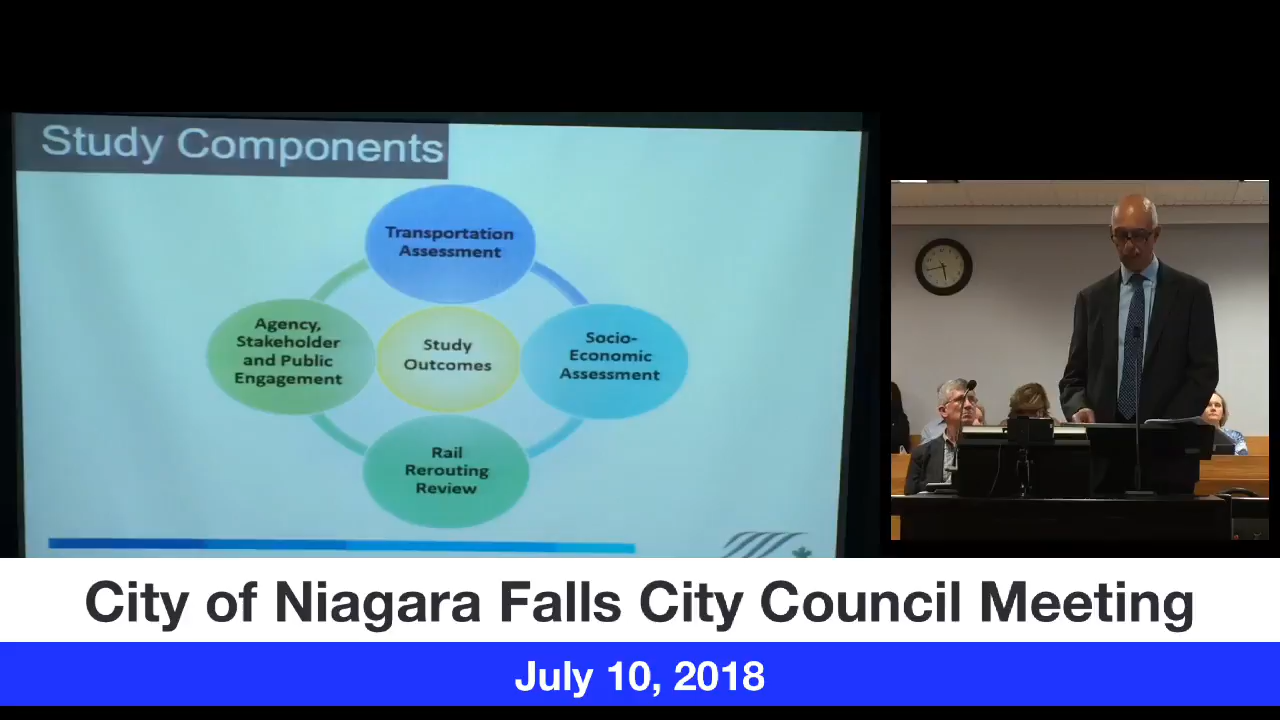 Study Components
Transportation
Assessment
Agency,
Stakeholder
and Public
Engagement
Study
Outcomes
Socio-
Economic
Assessment
Rail
Rerouting
Review
City of Niagara Falls City Council Meeting
July 10, 2018